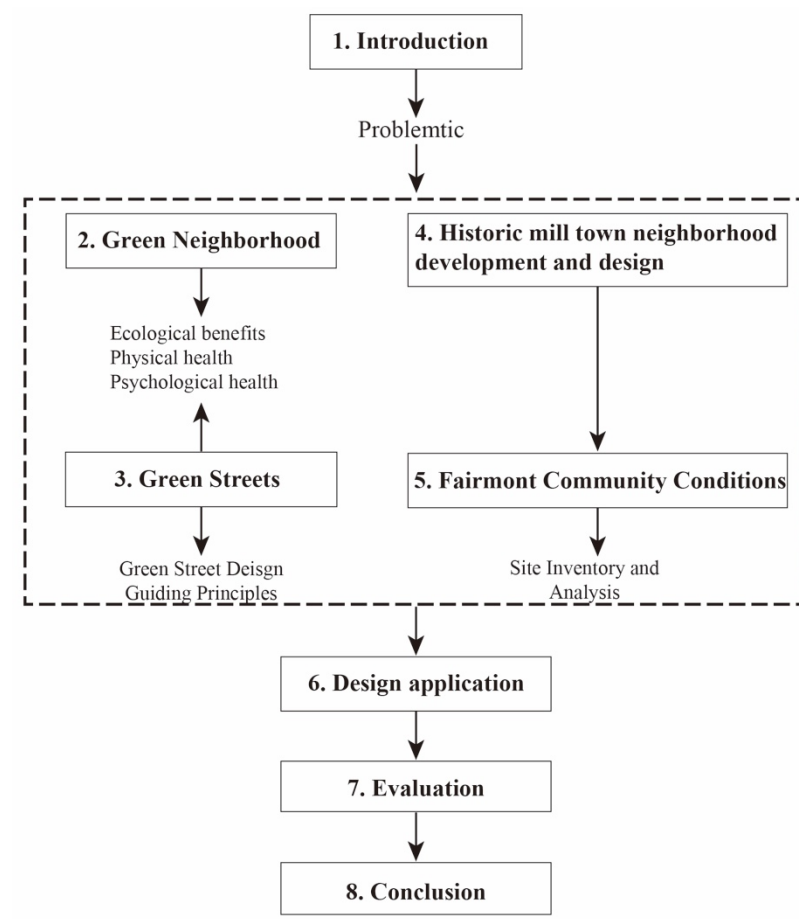 1. Introduction
Problemtic
2. Green Neighborhood
Ecological benefits
Physical health
Psychological health
3. Green Streets
Green Street Deisgn
Guiding Principles
4. Historic mill town neighborhood
development and design
5. Fairmont Community Conditions
Site Inventory and
Analysis
6. Design application
7. Evaluation
8. Conclusion